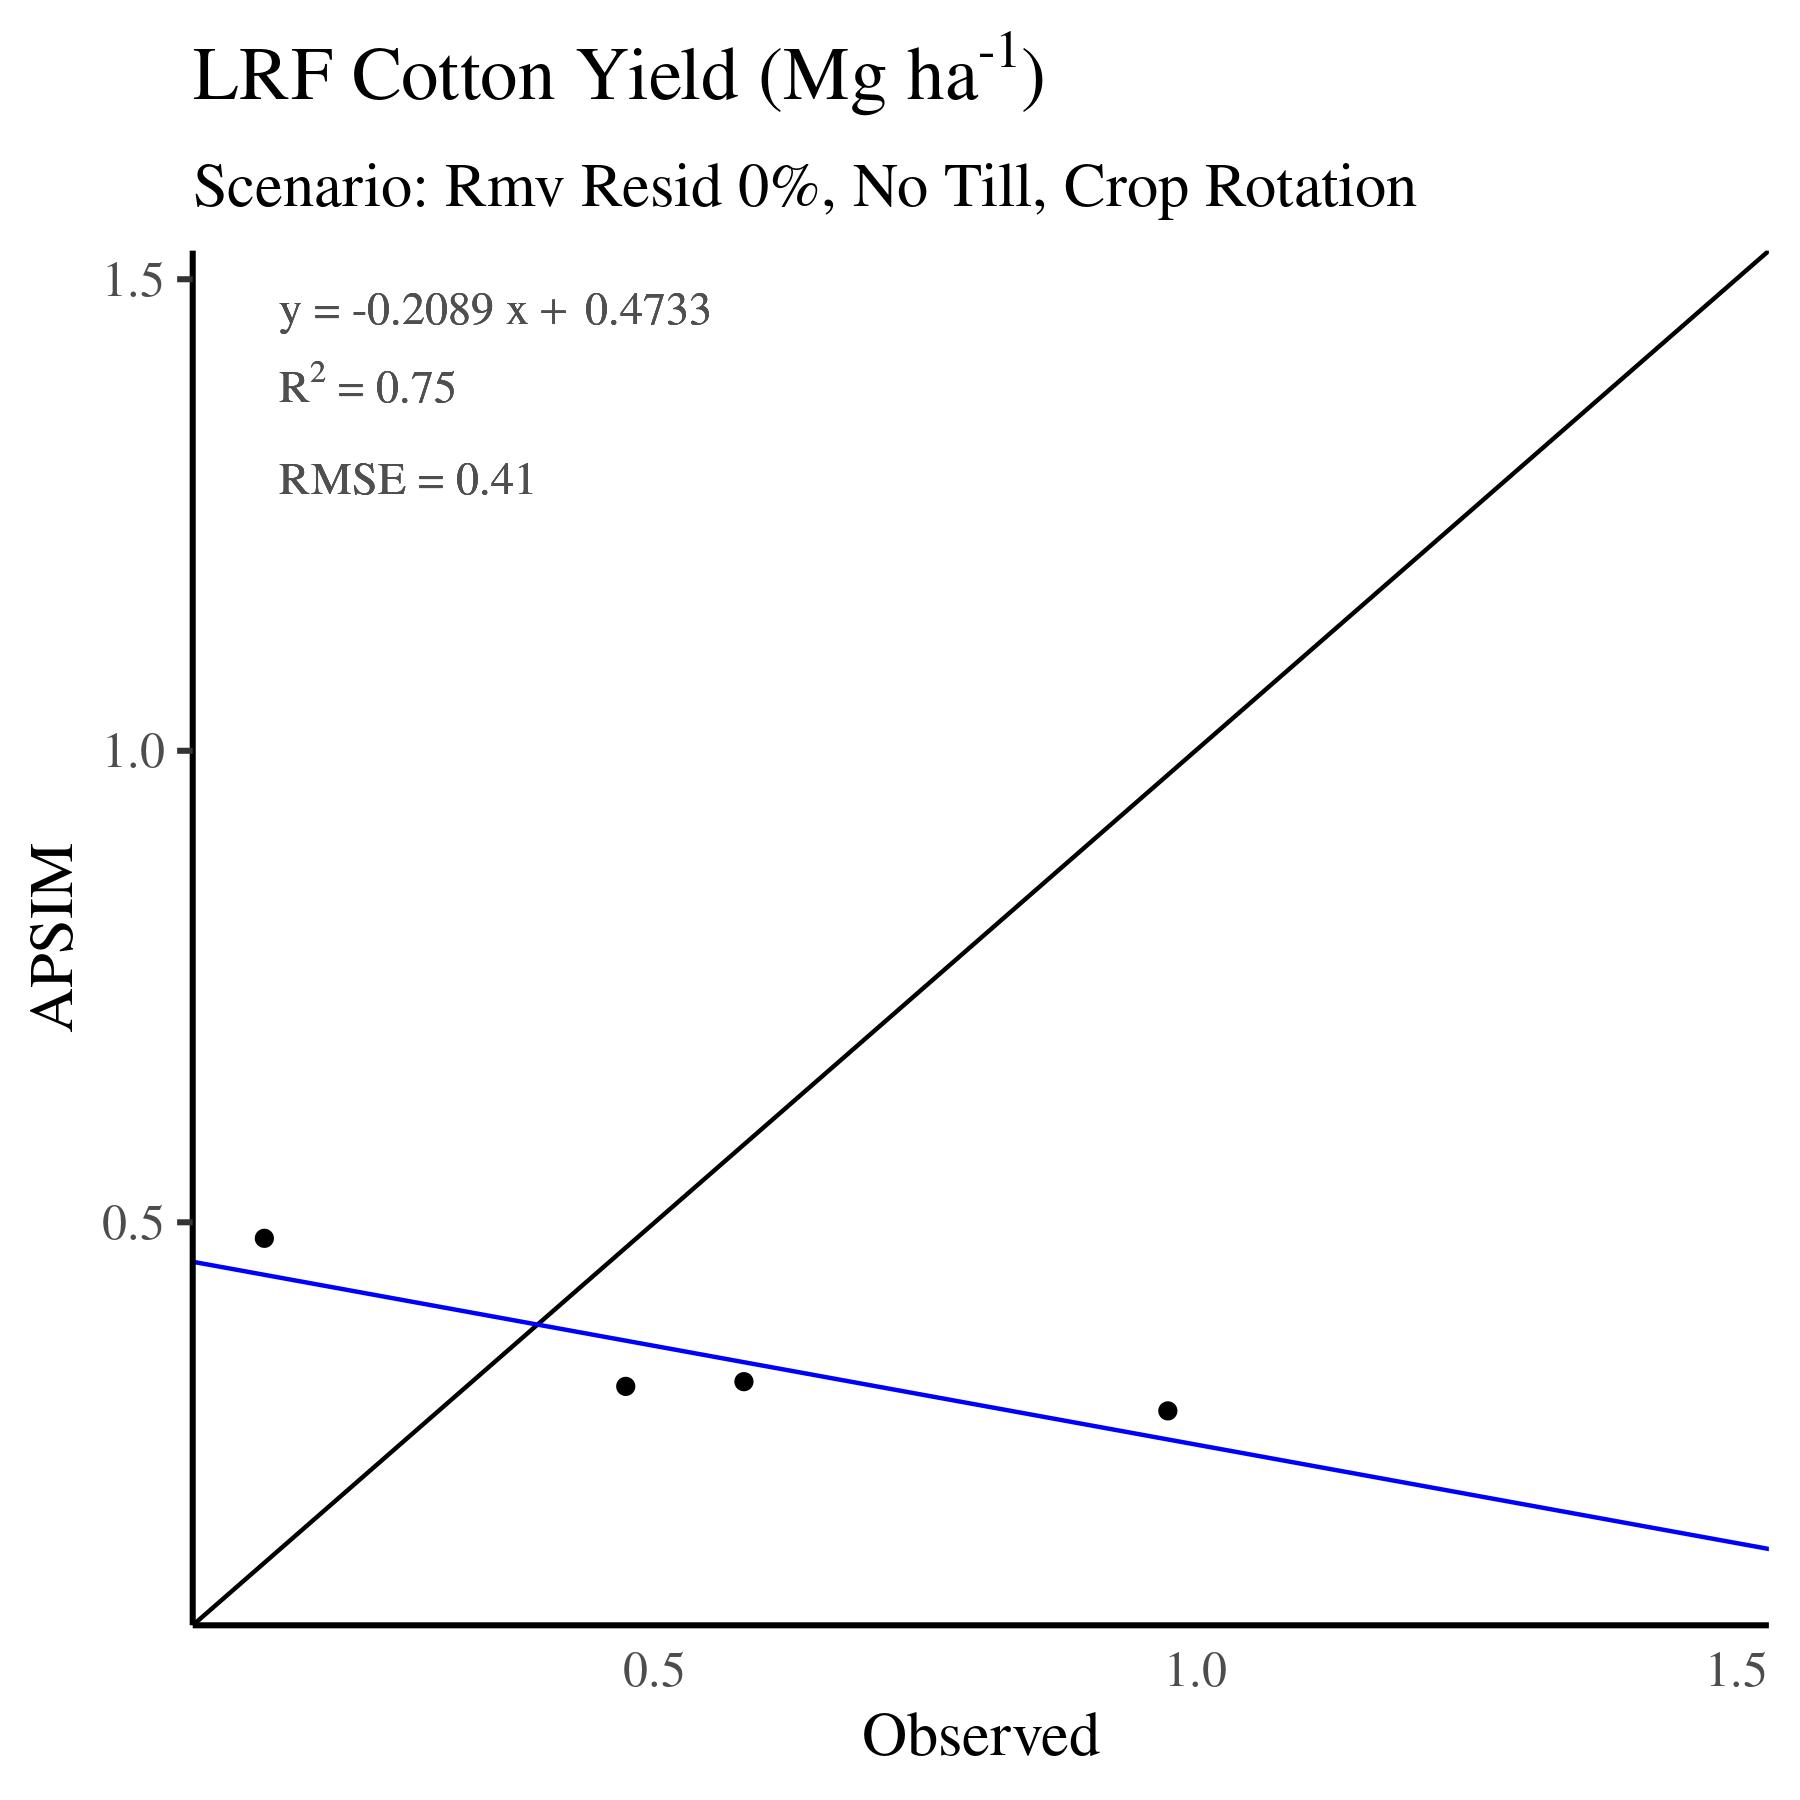 LRF Cotton Yield (Mg ha⁻¹)
Scenario: Rmv Resid 0%, No Till, Crop Rotation
y = -0.2089 x + 0.4733
R² = 0.75
RMSE = 0.41
1.5
1.0
0.5
APSIM
0.5 1.0 1.5
Observed